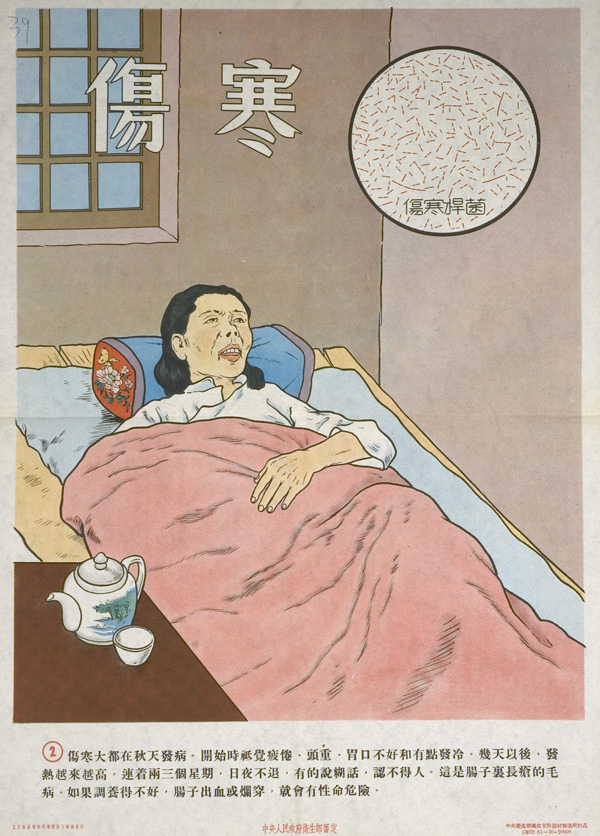 39
傷寒
傷寒桿菌
② 傷寒大都在秋天發病。開始時祗覺疲倦、頭重，胃口不好和有點發冷。幾天以後，發
熱越來越高，連着兩三個星期，日夜不退，有的說糊話，認不得人。這是腸子裏長瘡的毛
病，如果調養得不好，腸子出血或爛穿，就會有性命危險。
中央人民政府衛生部審定